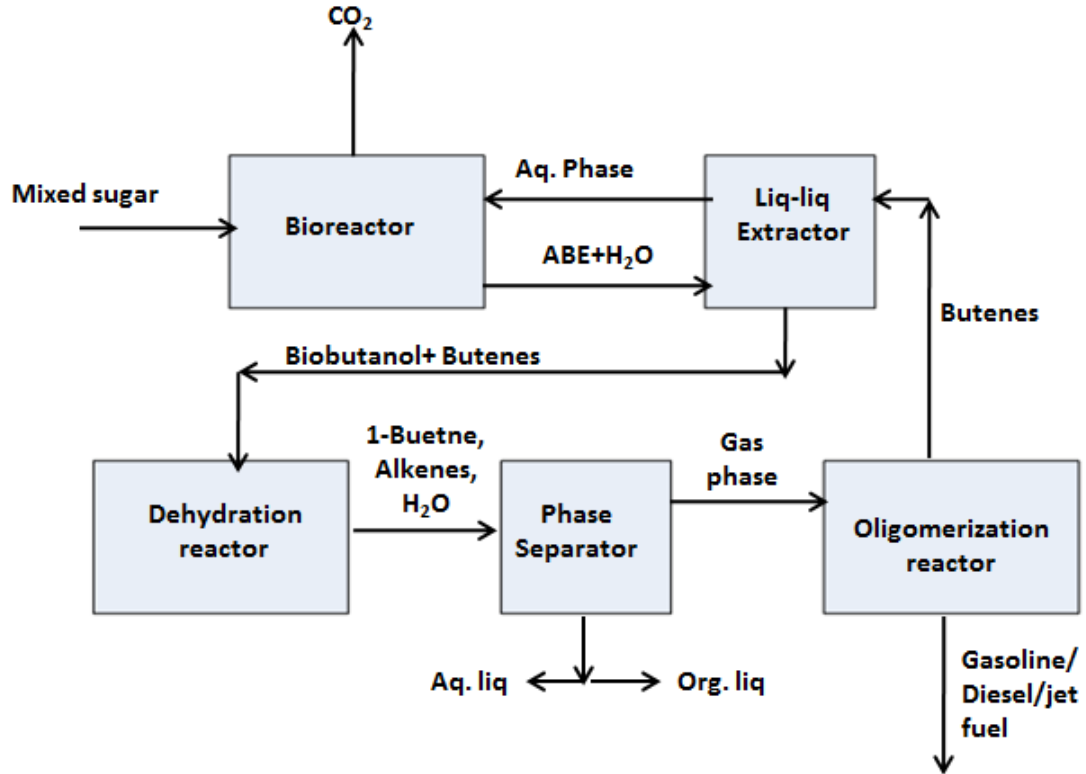 CO₂
Mixed sugar
Bioreactor
Aq. Phase
ABE+H₂O
Liq-liq
Extractor
Butenes
Biobutanol+ Butenes
Dehydration
reactor
1-Buetne,
Alkenes,
H₂O
Phase
Separator
Gas
phase
Oligomerization
reactor
Aq. liq
Org. liq
Gasoline/
Diesel/jet
fuel